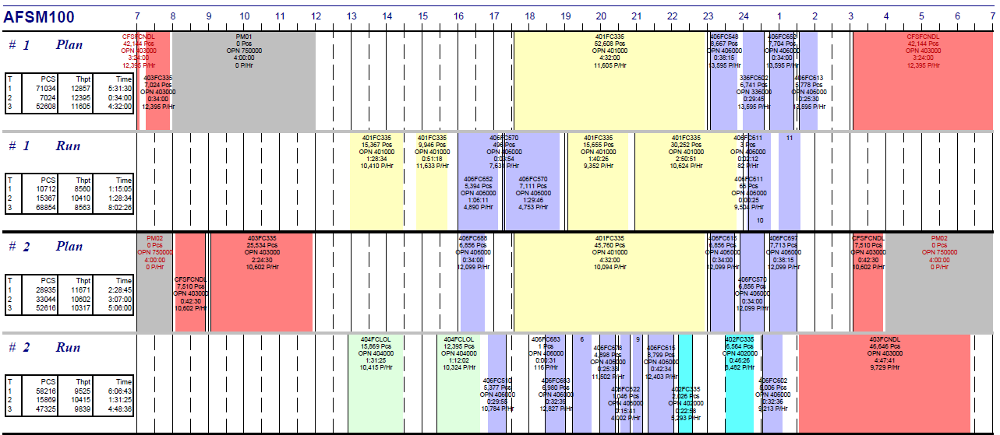 AFSM100 7 8 9 10 11 12 13 14 15 16 17 18 19 20 21 22 23 24 1 2 3 4 5 6 7
# 1 Plan
T PCS Thpt Time
1 71034 12857 5:31:30
2 7024 12395 0:34:00
3 52608 11605 4:32:00
CFSFCNDL
42,144 Pcs
OPN 403000
3:24:00
12,395 P/Hr
403FC335
7,024 Pcs
OPN 403000
0:34:00
12,395 P/Hr
PM01
0 Pcs
OPN 750000
4:00:00
0 P/Hr
401FC335
52,608 Pcs
OPN 401000
4:32:00
11,605 P/Hr
406FC548
8,667 Pcs
OPN 406000
0:38:15
13,595 P/Hr
336FC602
6,741 Pcs
OPN 336000
0:29:45
13,595 P/Hr
406FC652
7,704 Pcs
OPN 406000
0:34:00
13,595 P/Hr
406FC613
5,778 Pcs
OPN 406000
0:25:30
13,595 P/Hr
CFSFCNDL
42,144 Pcs
OPN 403000
3:24:00
12,395 P/Hr
# 1 Run
T PCS Thpt Time
1 10712 8560 1:15:05
2 15367 10410 1:28:34
3 68854 8563 8:02:26
401FC335
15,367 Pcs
OPN 401000
1:28:34
10,410 P/Hr
401FC335
9,946 Pcs
OPN 401000
0:51:18
11,633 P/Hr
406FC570
496 Pcs
OPN 406000
0:03:54
7,631 P/Hr
406FC652
5,394 Pcs
OPN 406000
1:06:11
4,890 P/Hr
406FC570
7,111 Pcs
OPN 406000
1:29:46
4,753 P/Hr
401FC335
15,655 Pcs
OPN 401000
1:40:26
9,352 P/Hr
401FC335
30,252 Pcs
OPN 401000
2:50:51
10,624 P/Hr
406FC611
3 Pcs
OPN 406000
0:02:12
82 P/Hr
406FC611
66 Pcs
OPN 406000
0:00:25
9,504 P/Hr
10
11
# 2 Plan
T PCS Thpt Time
1 28935 11671 2:28:45
2 33044 10602 3:07:00
3 52616 10317 5:06:00
PM02
0 Pcs
OPN 750000
4:00:00
0 P/Hr
CFSFCNDL
7,510 Pcs
OPN 403000
0:42:30
10,602 P/Hr
403FC335
25,534 Pcs
OPN 403000
2:24:30
10,602 P/Hr
406FC688
6,856 Pcs
OPN 406000
0:34:00
12,099 P/Hr
401FC335
45,760 Pcs
OPN 401000
4:32:00
10,094 P/Hr
406FC615
6,856 Pcs
OPN 406000
0:34:00
12,099 P/Hr
406FC570
6,856 Pcs
OPN 406000
0:34:00
12,099 P/Hr
406FC697
7,713 Pcs
OPN 406000
0:38:15
12,099 P/Hr
CFSFCNDL
7,510 Pcs
OPN 403000
0:42:30
10,602 P/Hr
PM02
0 Pcs
OPN 750000
4:00:00
0 P/Hr
# 2 Run
T PCS Thpt Time
1 58216 9525 6:06:43
2 15869 10415 1:31:25
3 47325 9839 4:48:36
404FCLOL
15,869 Pcs
OPN 404000
1:31:25
10,415 P/Hr
404FCLOL
12,395 Pcs
OPN 404000
1:12:02
10,324 P/Hr
406FC510
5,377 Pcs
OPN 406000
0:29:55
10,784 P/Hr
406FC683
1 Pcs
OPN 406000
0:00:31
116 P/Hr
406FC683
6,980 Pcs
OPN 406000
0:32:39
12,827 P/Hr
6
406FC678
4,898 Pcs
OPN 406000
0:25:33
11,502 P/Hr
406FC622
1,046 Pcs
OPN 406000
0:15:41
4,002 P/Hr
9
406FC615
8,799 Pcs
OPN 406000
0:42:34
12,403 P/Hr
402FC335
2,026 Pcs
OPN 402000
0:22:58
5,293 P/Hr
402FC335
6,564 Pcs
OPN 402000
0:46:26
8,482 P/Hr
406FC602
5,006 Pcs
OPN 406000
0:32:36
9,213 P/Hr
403FCNDL
46,646 Pcs
OPN 403000
4:47:41
9,729 P/Hr